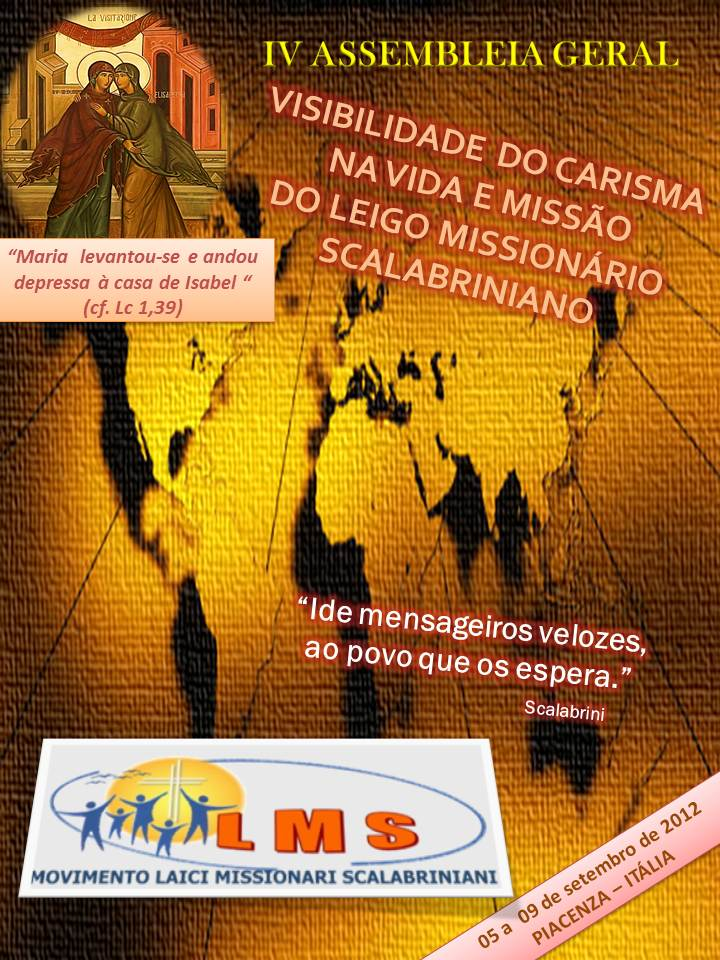 LA VISITAZIONE
ELISABETTA
IV ASSEMBLEIA GERAL
VISIBILIDADE DO CARISMA
NA VIDA E MISSÃO
DO LEIGO MISSIONÁRIO
SCALABRINIANO
“Maria levantou-se e andou
depressa à casa de Isabel “
(cf. Lc 1,39)
“Ide mensageiros velozes,
ao povo que os espera.”
Scalabrini
LMS
MOVIMENTO LAICI MISSIONARI SCALABRINIANI
05 a 09 de setembro de 2012
PIACENZA – ITÁLIA